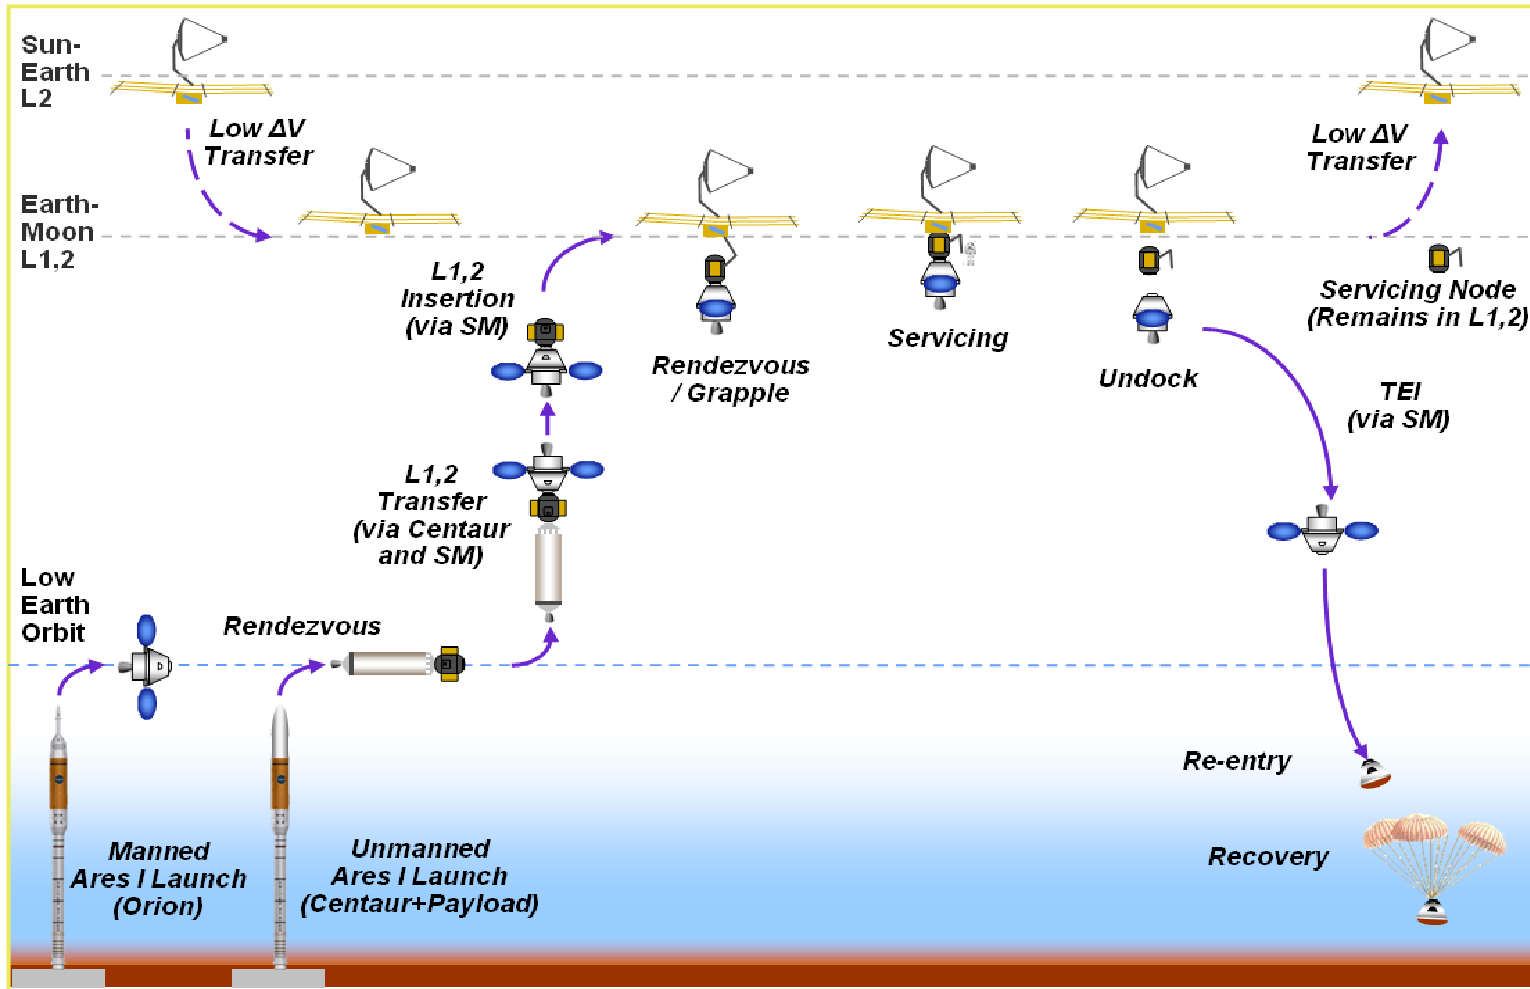 Sun-
Earth
L2
Low ΔV
Transfer
Low ΔV
Transfer
Earth-
Moon
L1,2
L1,2
Insertion
(via SM)
Rendezvous
/ Grapple
Servicing
Undock
Servicing Node
(Remains in L1,2)
TEI
(via SM)
L1,2
Transfer
(via Centaur
and SM)
Low
Earth
Orbit
Rendezvous
Re-entry
Recovery
Manned
Ares I Launch
(Orion)
Unmanned
Ares I Launch
(Centaur+Payload)